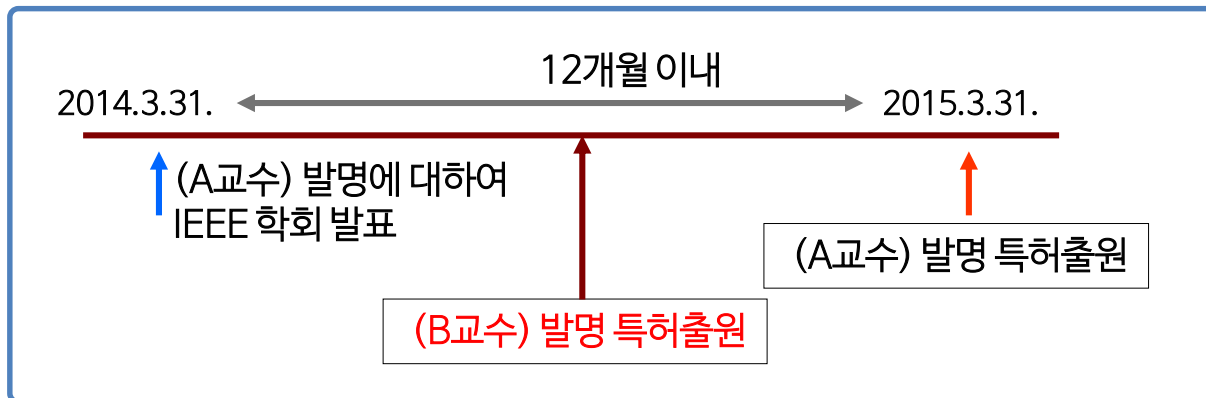 12개월 이내
2014.3.31.
2015.3.31.
(A교수) 발명에 대하여
IEEE 학회 발표
(A교수) 발명 특허출원
(B교수) 발명 특허출원